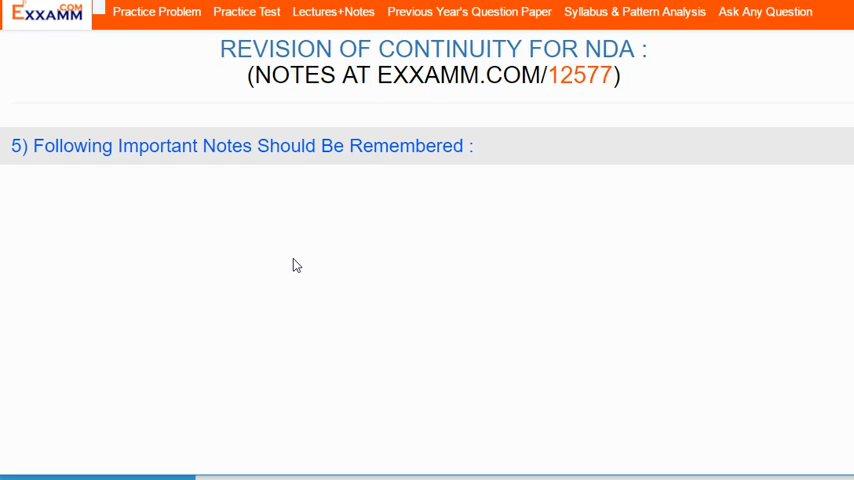 EXXAMM .COM
Practice Problem Practice Test Lectures+Notes Previous Year's Question Paper Syllabus & Pattern Analysis Ask Any Question
REVISION OF CONTINUITY FOR NDA :
(NOTES AT EXXAMM.COM/12577)
5) Following Important Notes Should Be Remembered :